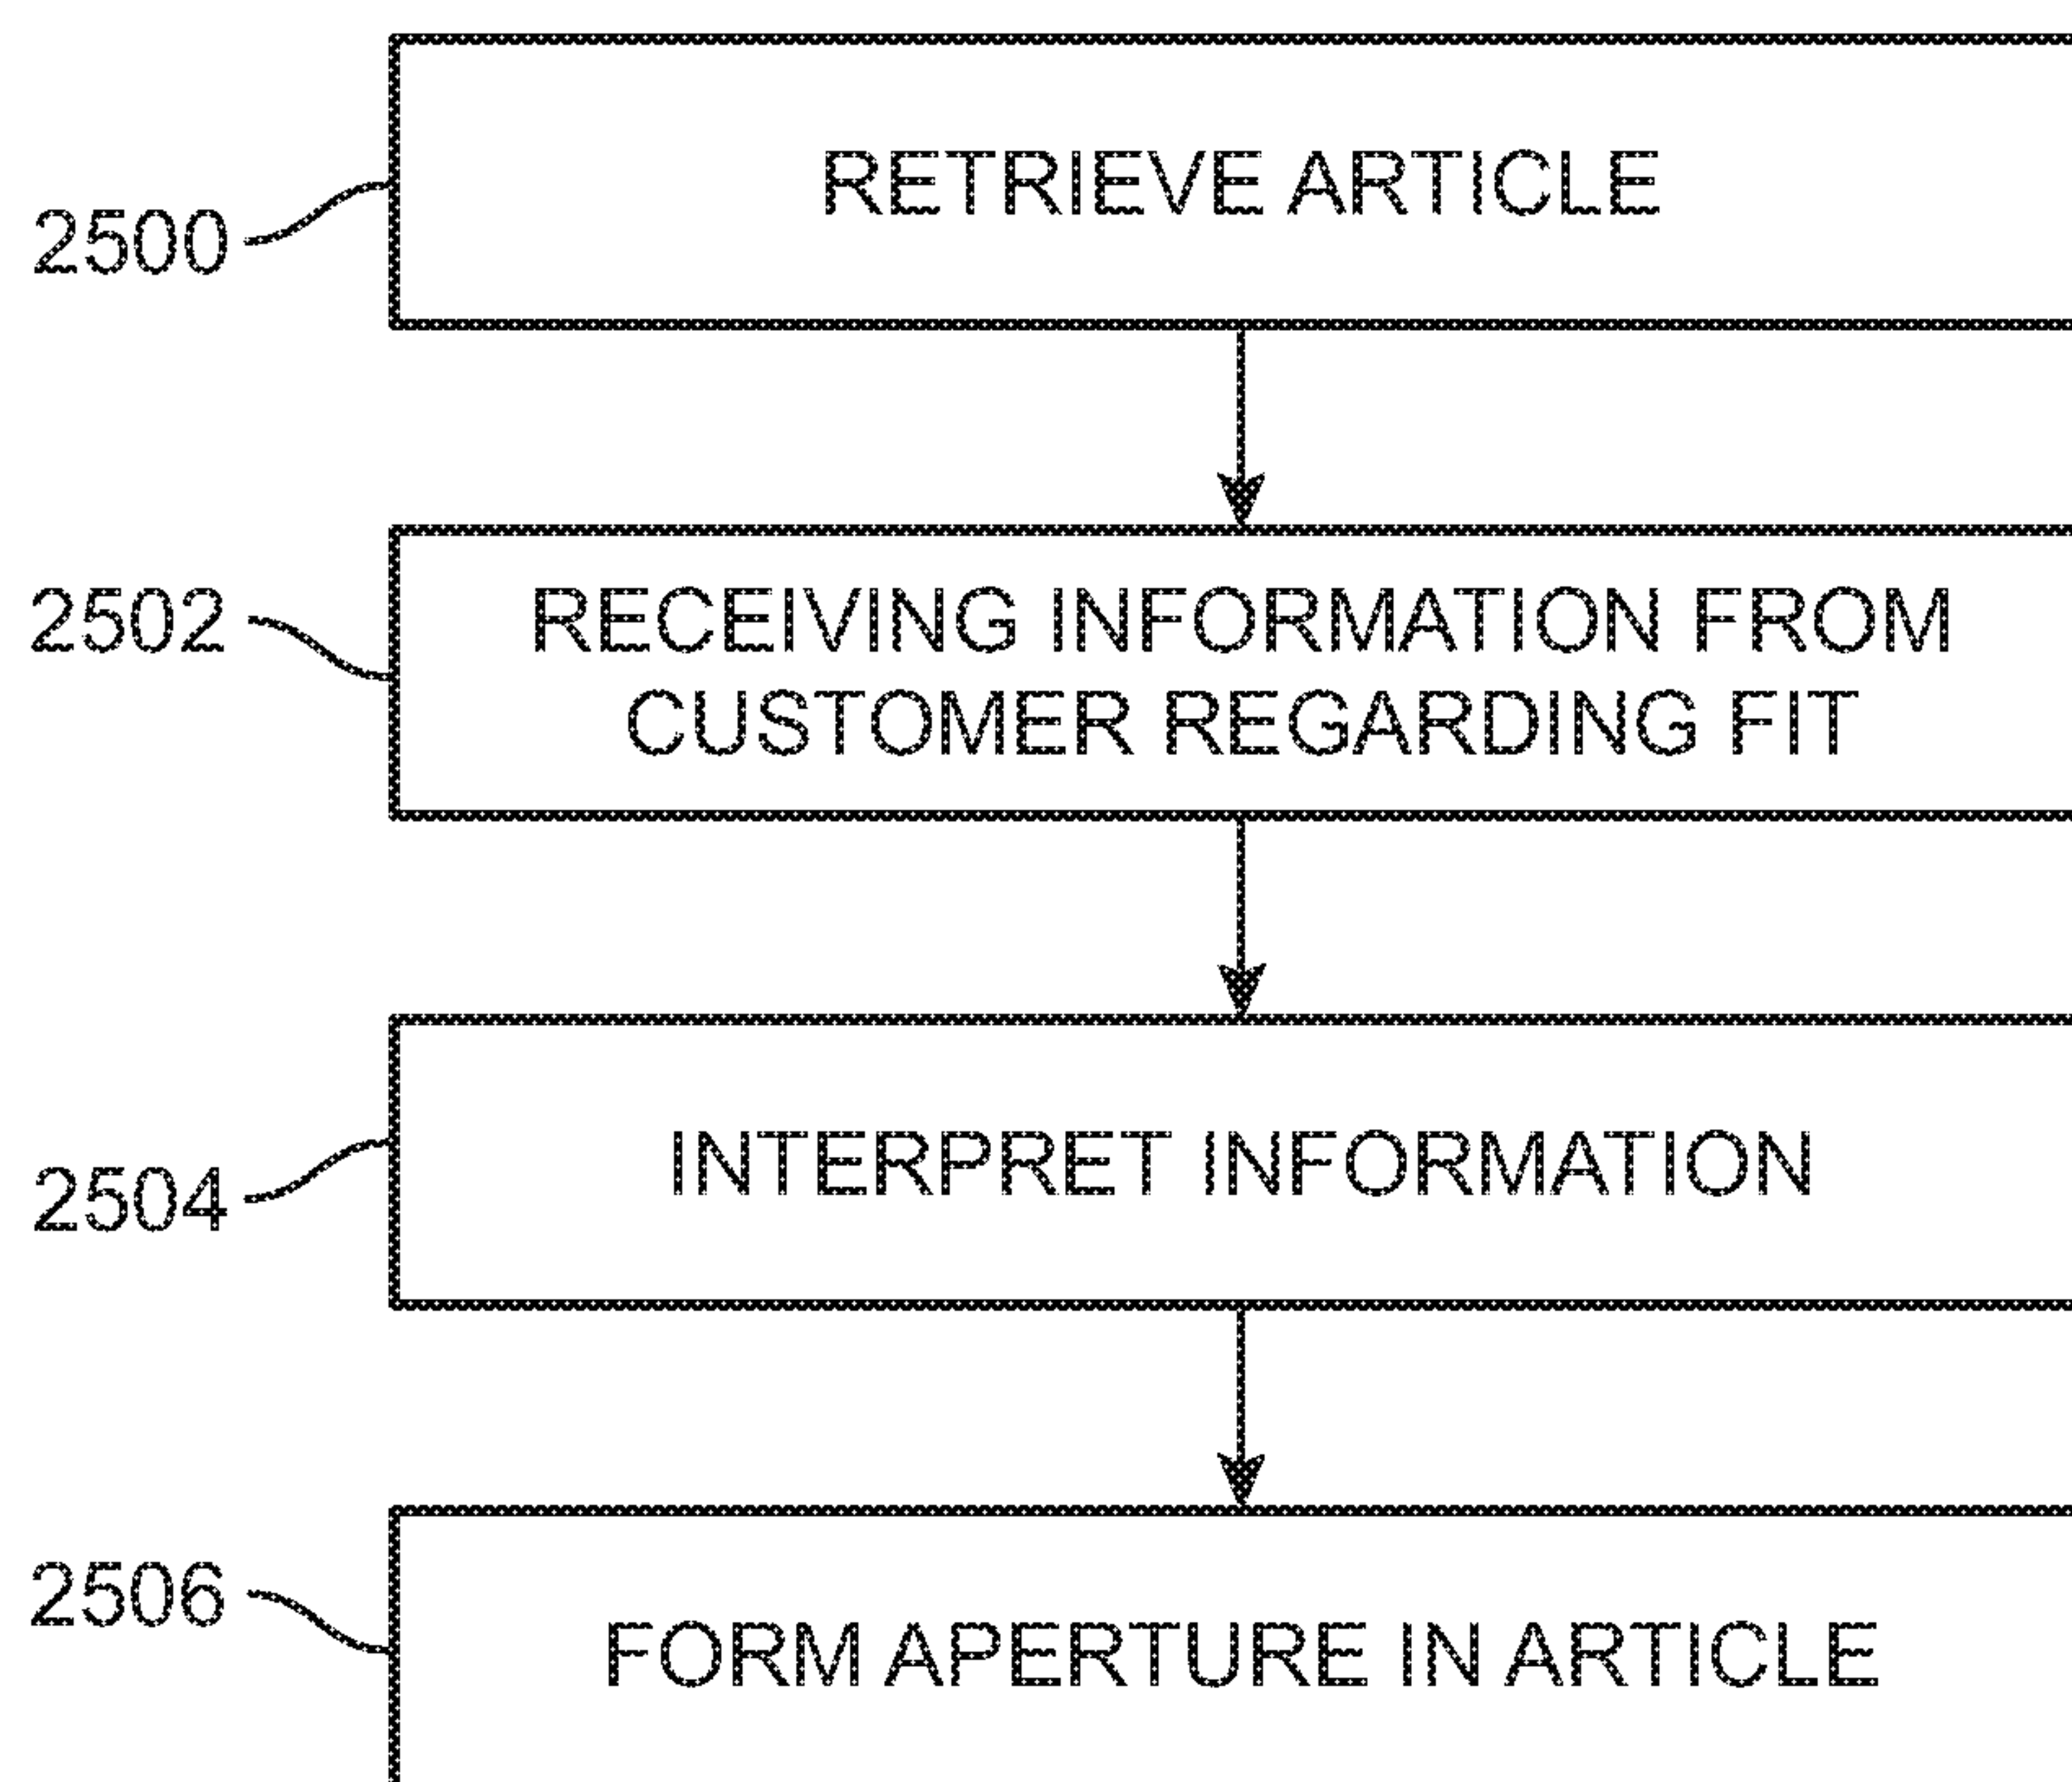 RETRIEVE ARTICLE
2500
2502
RECEIVING INFORMATION FROM
CUSTOMER REGARDING FIT
INTERPRET INFORMATION
2504
2506
FORM APERTURE IN ARTICLE